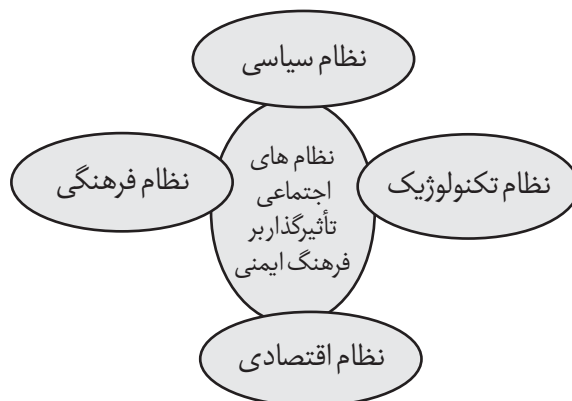 نظام سیاسی
نظام تکنولوژیک
نظام های
اجتماعی
تأثیرگذار بر
فرهنگ ایمنی
نظام فرهنگی
نظام اقتصادی